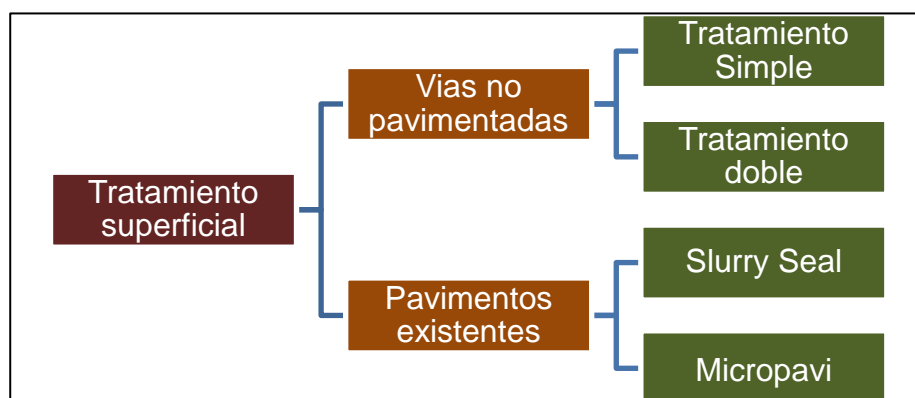 Tratamiento
superficial
Vias no
pavimentadas
Tratamiento
Simple
Tratamiento
doble
Pavimentos
existentes
Slurry Seal
Micropavi